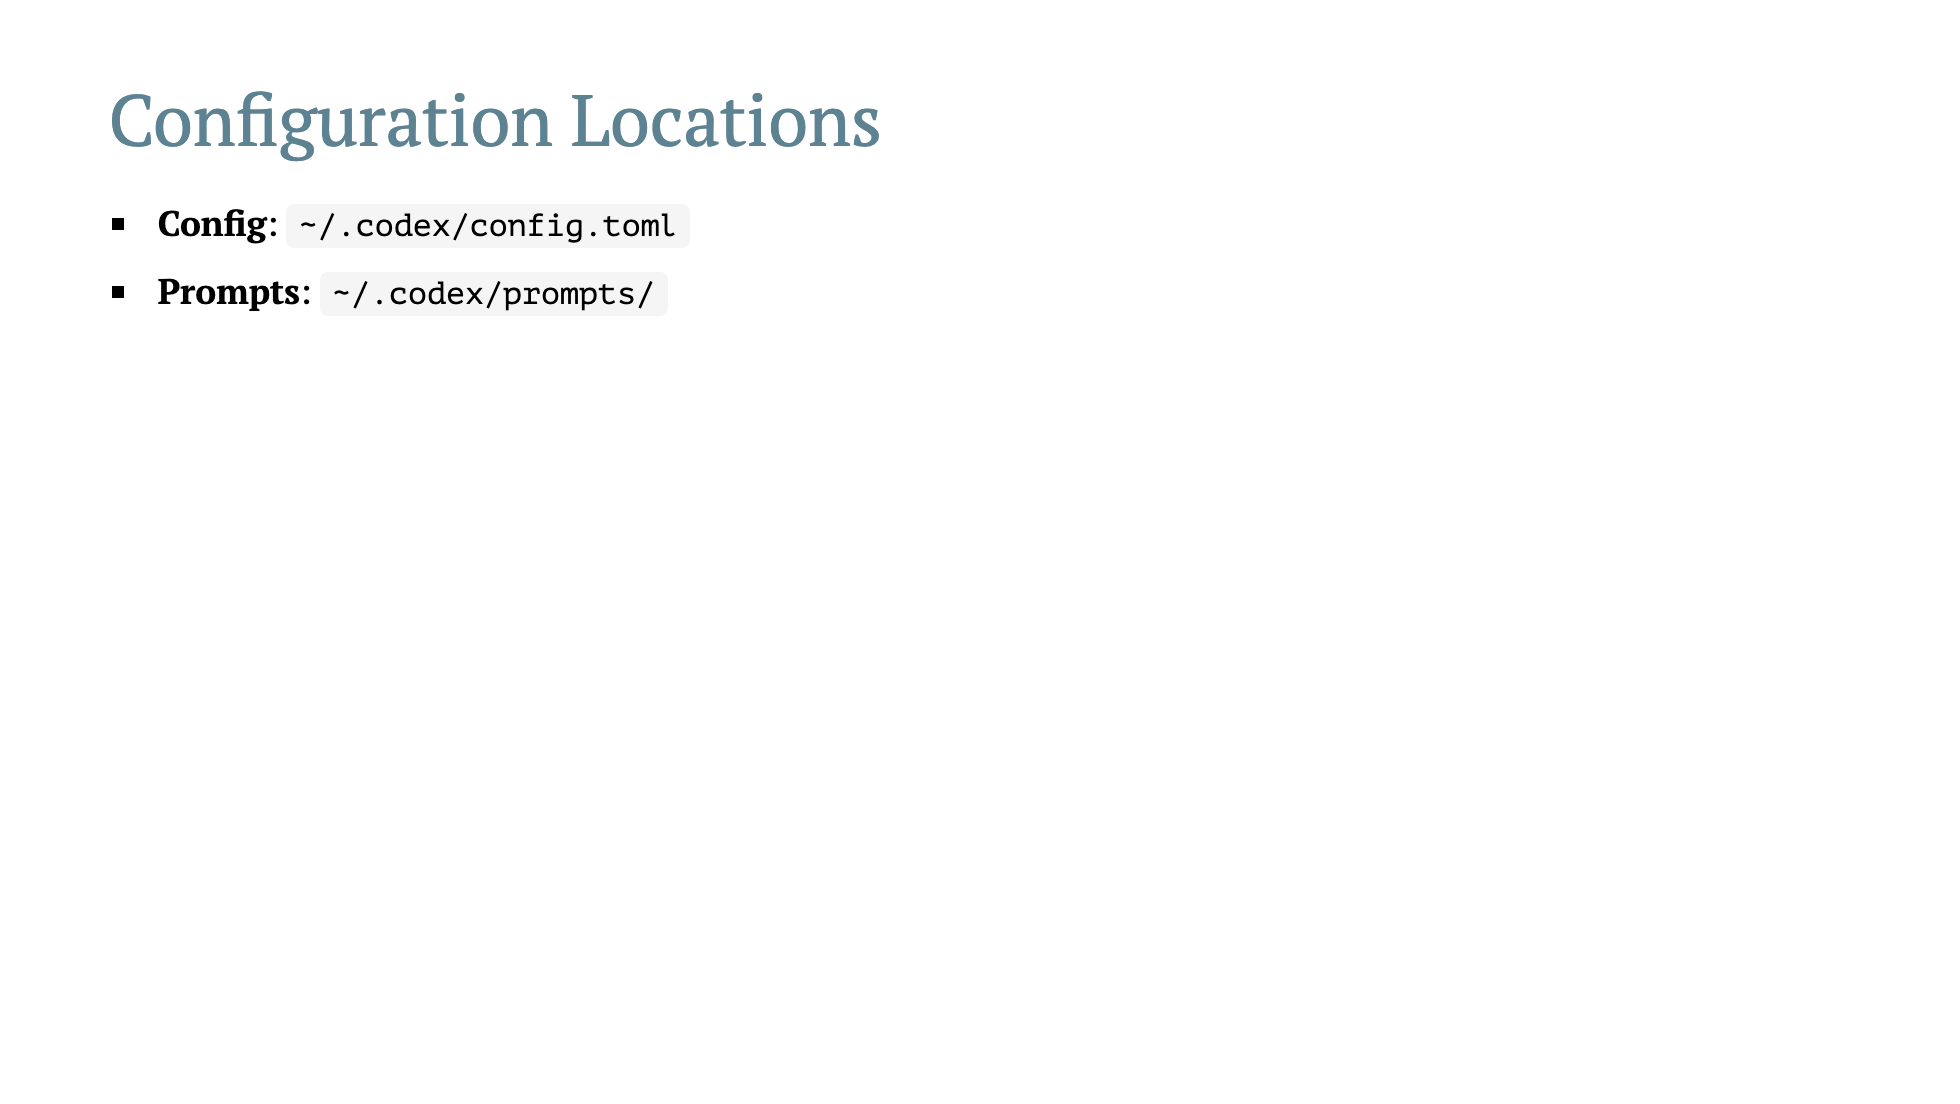 Configuration Locations
▪ Config: ~/.codex/config.toml
▪ Prompts: ~/.codex/prompts/